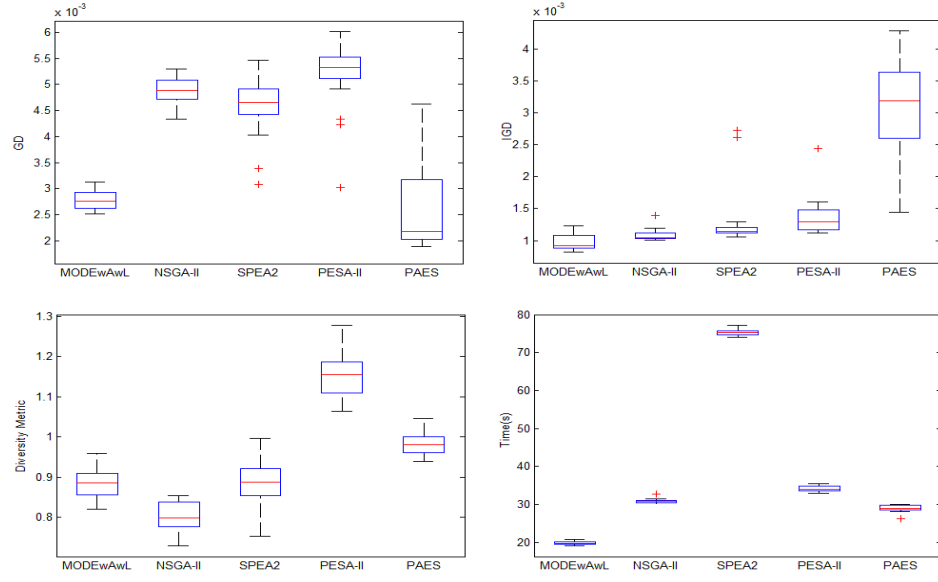 x 10⁻³
6
5.5
5
4.5
4
3.5
3
2.5
2
GD
MODEwAwL NSGA-II SPEA2 PESA-II PAES
x 10⁻³
4
3.5
3
2.5
2
1.5
1
IGD
MODEwAwL NSGA-II SPEA2 PESA-II PAES
1.3
1.2
1.1
1
0.9
0.8
Diversity Metric
MODEwAwL NSGA-II SPEA2 PESA-II PAES
80
70
60
50
40
30
20
Time(s)
MODEwAwL NSGA-II SPEA2 PESA-II PAES